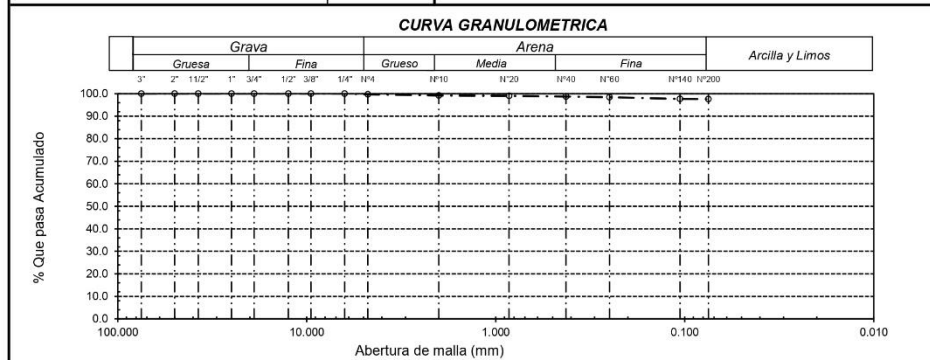 CURVA GRANULOMETRICA
Grava Arena Arcilla y Limos
Gruesa Fina Grueso Media Fina
3" 2" 11/2" 1" 3/4" 1/2" 3/8" 1/4" N°4 N°10 N°20 N°40 N°60 N°140 N°200
% Que pasa Acumulado
100.0
90.0
80.0
70.0
60.0
50.0
40.0
30.0
20.0
10.0
0.0
100.000 10.000 1.000 0.100 0.010
Abertura de malla (mm)